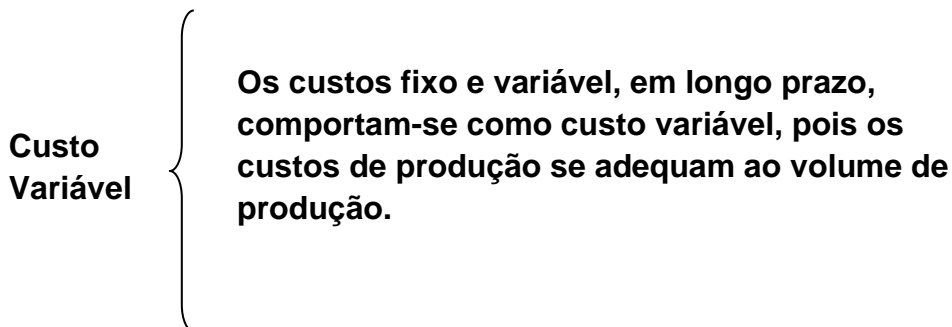 Custo
Variável
Os custos fixo e variável, em longo prazo,
comportam-se como custo variável, pois os
custos de produção se adequam ao volume de
produção.